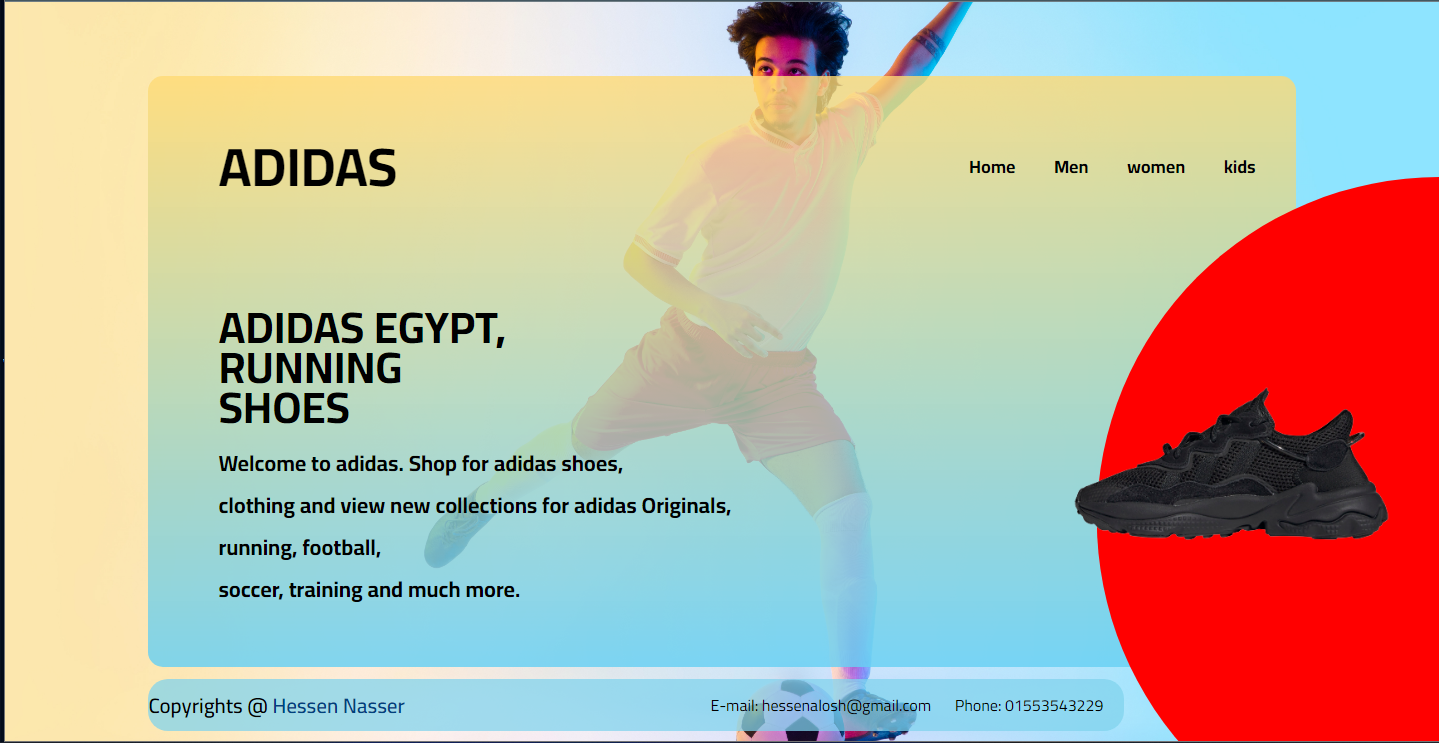 ADIDAS
Home Men women kids
ADIDAS EGYPT,
RUNNING
SHOES
Welcome to adidas. Shop for adidas shoes,
clothing and view new collections for adidas Originals,
running, football,
soccer, training and much more.
Copyrights @ Hessen Nasser E-mail: hessenalosh@gmail.com Phone: 01553543229